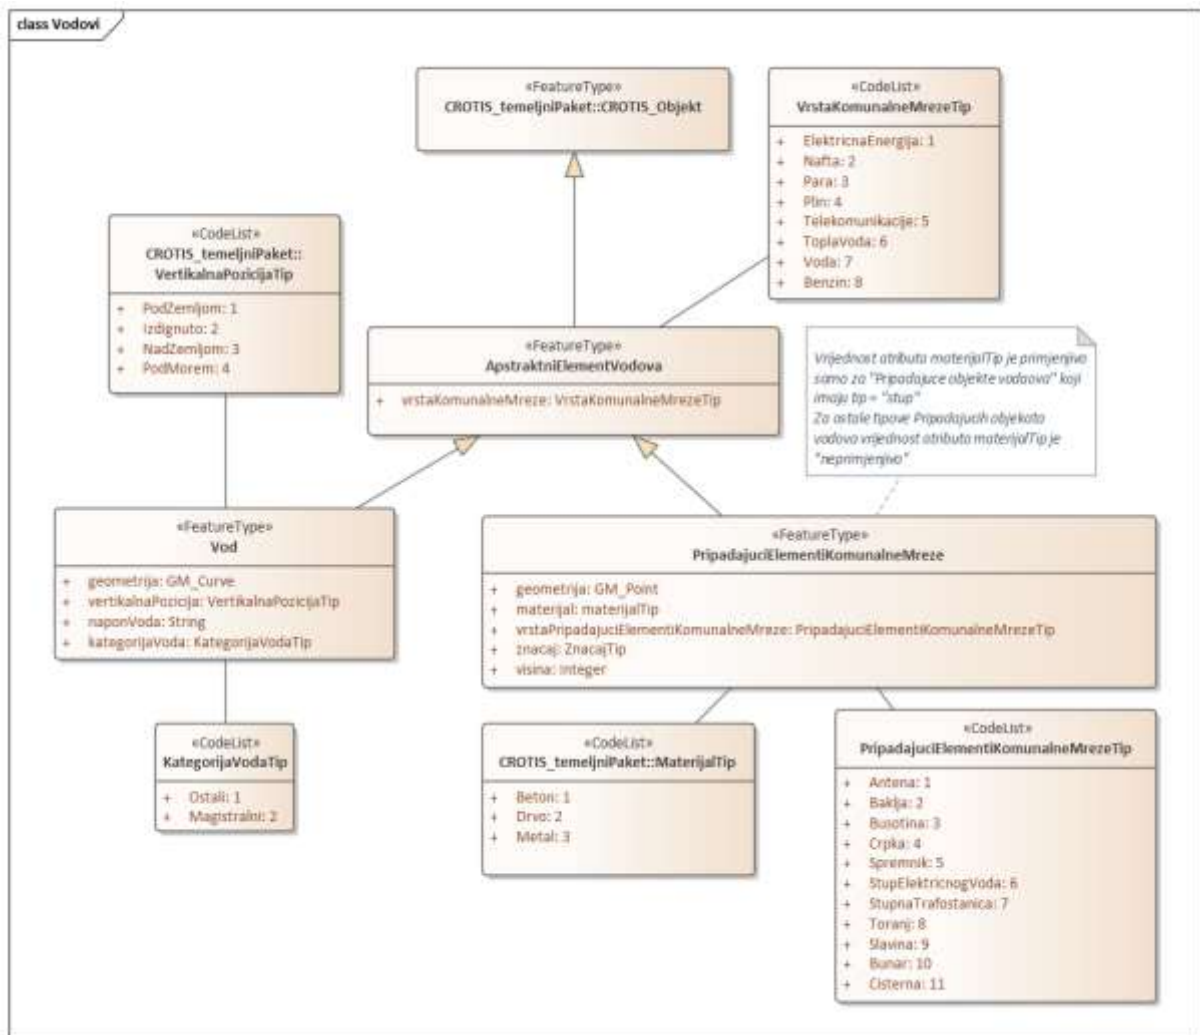 class Vodovi
«FeatureType»
CROTIS_temeljniPaket::CROTIS_Objekt
«CodeList»
VrstaKomunalneMrezeTip
+ ElektricnaEnergija: 1
+ Nafta: 2
+ Para: 3
+ Plin: 4
+ Telekomunikacije: 5
+ ToplaVoda: 6
+ Voda: 7
+ Benzin: 8
«CodeList»
CROTIS_temeljniPaket::
VertikalnaPozicijaTip
+ PodZemljom: 1
+ Izdignuto: 2
+ NadZemljom: 3
+ PodMorem: 4
«FeatureType»
ApstraktniElementVodova
+ vrstaKomunalneMreze: VrstaKomunalneMrezeTip
Vrijednost atributa materijalTip je primjenjiva
samo za "Pripadajuce objekte vodaova" koji
imaju tip = "stup"
Za ostale tipove Pripadajucih objekata
vodova vrijednost atributa materijalTip je
"neprimjenjivo"
«FeatureType»
Vod
+ geometrija: GM_Curve
+ vertikalnaPozicija: VertikalnaPozicijaTip
+ naponVoda: String
+ kategorijaVoda: KategorijaVodaTip
«FeatureType»
PripadajuciElementiKomunalneMreze
+ geometrija: GM_Point
+ materijal: materijalTip
+ vrstaPripadajuciElementiKomunalneMreze: PripadajuciElementiKomunalneMrezeTip
+ znacaj: ZnacajTip
+ visina: Integer
«CodeList»
KategorijaVodaTip
+ Ostali: 1
+ Magistralni: 2
«CodeList»
CROTIS_temeljniPaket::MaterijalTip
+ Beton: 1
+ Drvo: 2
+ Metal: 3
«CodeList»
PripadajuciElementiKomunalneMrezeTip
+ Antena: 1
+ Baklja: 2
+ Busotina: 3
+ Crpka: 4
+ Spremnik: 5
+ StupElektricnogVoda: 6
+ StupnaTrafostanica: 7
+ Toranj: 8
+ Slavina: 9
+ Bunar: 10
+ Cisterna: 11